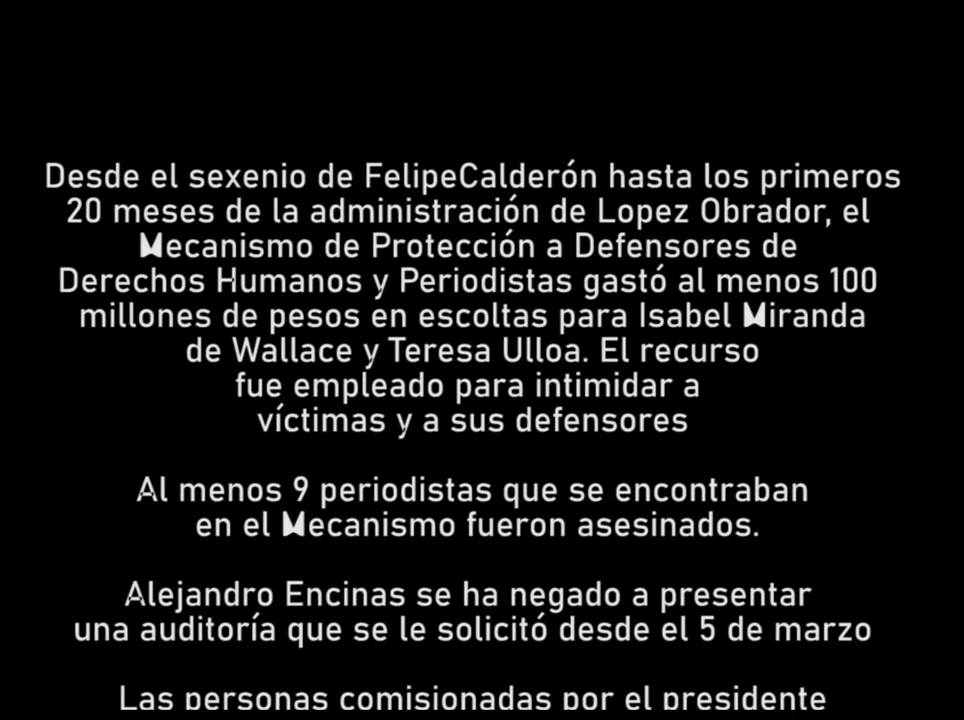 Desde el sexenio de FelipeCalderón hasta los primeros
20 meses de la administración de Lopez Obrador, el
Mecanismo de Protección a Defensores de
Derechos Humanos y Periodistas gastó al menos 100
millones de pesos en escoltas para Isabel Miranda
de Wallace y Teresa Ulloa. El recurso
fue empleado para intimidar a
víctimas y a sus defensores
Al menos 9 periodistas que se encontraban
en el Mecanismo fueron asesinados.
Alejandro Encinas se ha negado a presentar
una auditoría que se le solicitó desde el 5 de marzo
Las personas comisionadas por el presidente